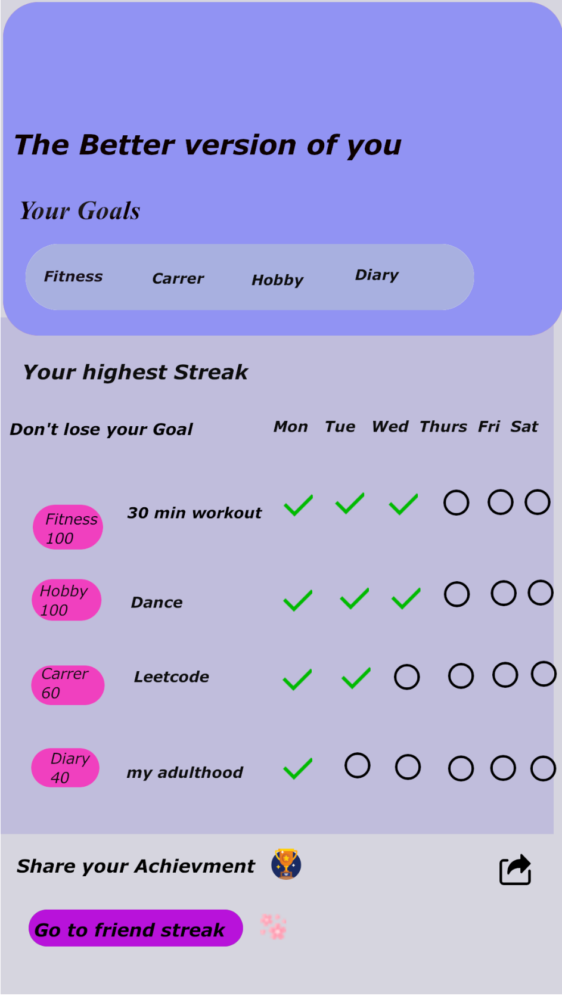 The Better version of you
Your Goals
Fitness Carrer Hobby Diary
Your highest Streak
Don't lose your Goal Mon Tue Wed Thurs Fri Sat
Fitness
100
30 min workout
Hobby
100
Dance
Carrer
60
Leetcode
Diary
40
my adulthood
Share your Achievment
Go to friend streak